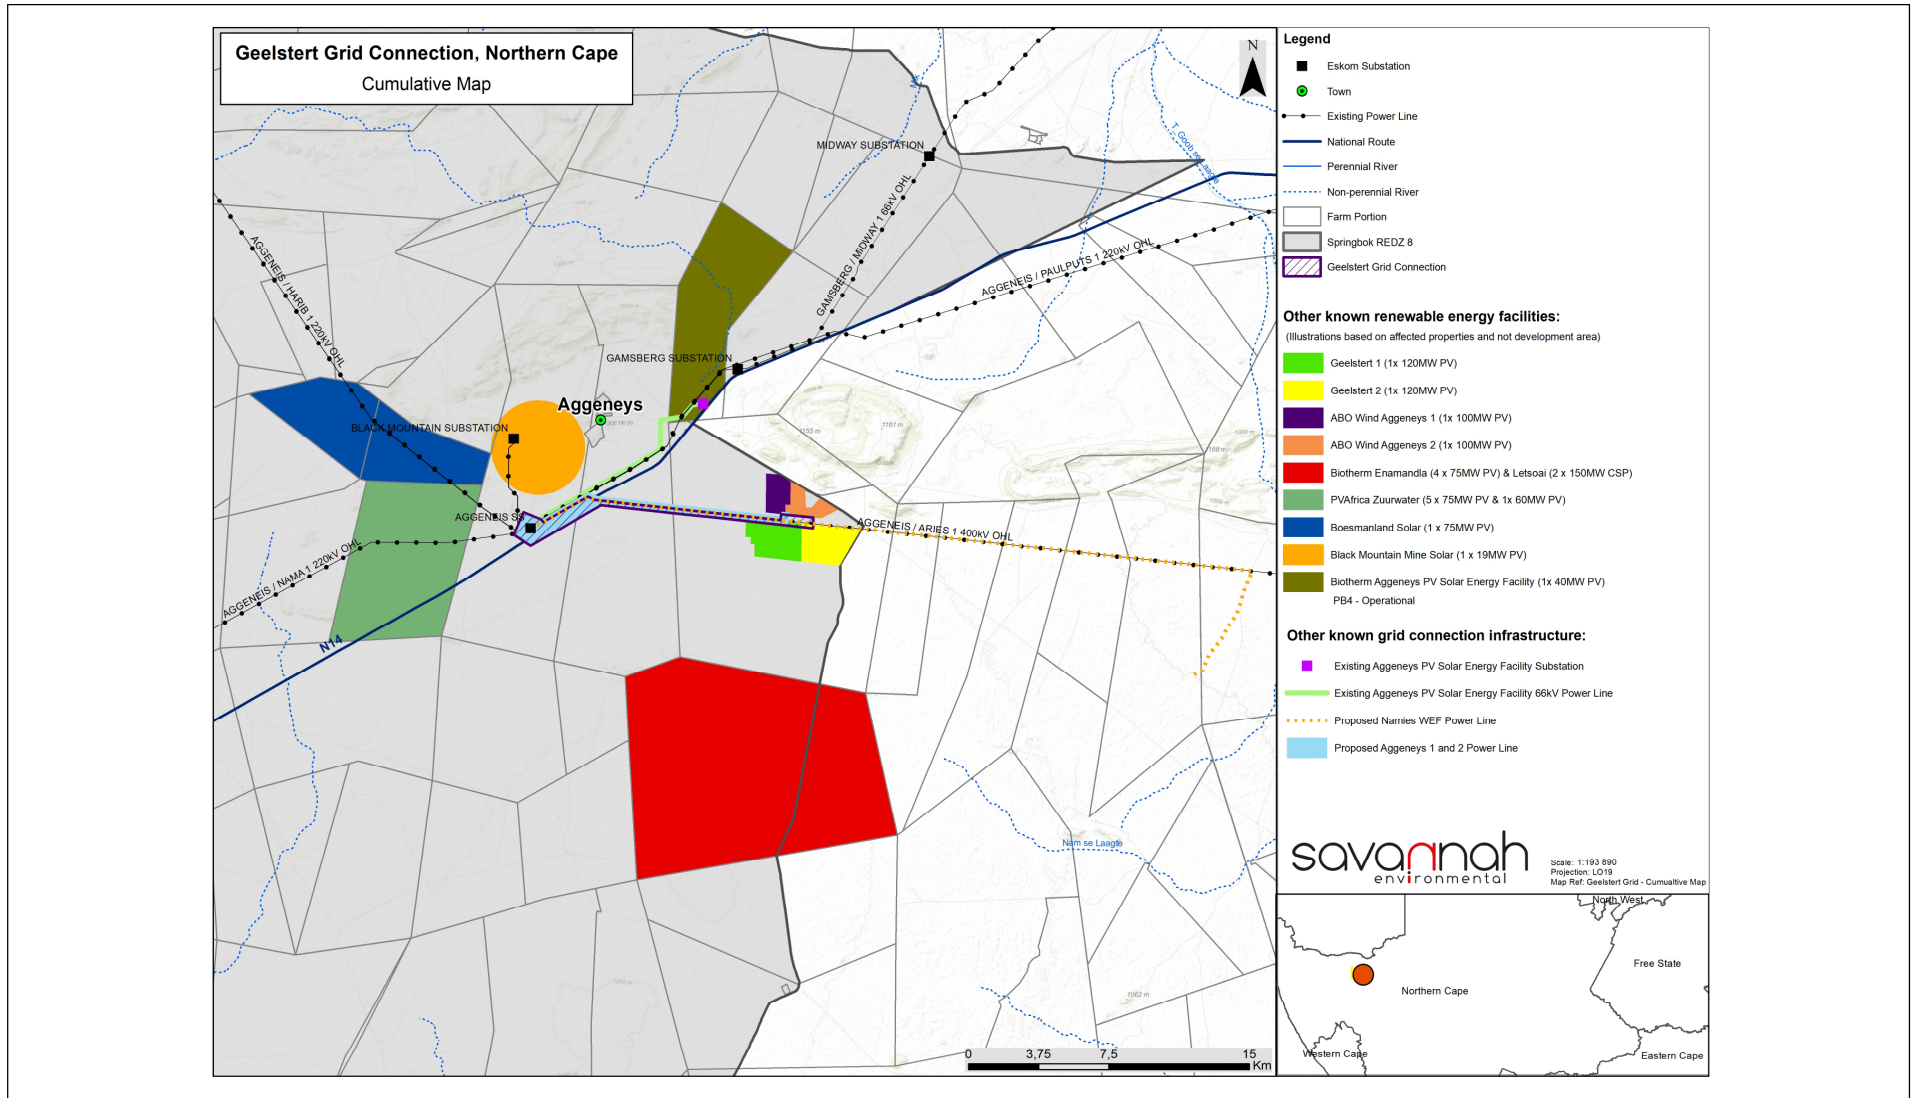 Geelstert Grid Connection, Northern Cape
Cumulative Map
N
MIDWAY SUBSTATION
T_Goob se Laagte
GAMSBERG / MIDWAY 1 66kV OHL
AGGENEIS / HARIB 1 220kV OHL
AGGENEIS / PAULPUTS 1 220kV OHL
GAMSBERG SUBSTATION
Aggeneys
BLACK MOUNTAIN SUBSTATION
1155 m
1161 m
AGGENEIS SS
AGGENEIS / ARIES 1 400kV OHL
AGGENEIS / NAMA 1 220kV OHL
N14
Nam se Laagte
1062 m
0 3,75 7,5 15
Km
Legend
Eskom Substation
Town
Existing Power Line
National Route
Perennial River
Non-perennial River
Farm Portion
Springbok REDZ 8
Geelstert Grid Connection
Other known renewable energy facilities:
(Illustrations based on affected properties and not development area)
Geelstert 1 (1x 120MW PV)
Geelstert 2 (1x 120MW PV)
ABO Wind Aggeneys 1 (1x 100MW PV)
ABO Wind Aggeneys 2 (1x 100MW PV)
Biotherm Enamandla (4 x 75MW PV) & Letsoai (2 x 150MW CSP)
PVAfrica Zuurwater (5 x 75MW PV & 1x 60MW PV)
Boesmanland Solar (1 x 75MW PV)
Black Mountain Mine Solar (1 x 19MW PV)
Biotherm Aggeneys PV Solar Energy Facility (1x 40MW PV)
PB4 - Operational
Other known grid connection infrastructure:
Existing Aggeneys PV Solar Energy Facility Substation
Existing Aggeneys PV Solar Energy Facility 66kV Power Line
Proposed Namies WEF Power Line
Proposed Aggeneys 1 and 2 Power Line
savannah
environmental
Scale: 1:193 890
Projection: LO19
Map Ref: Geelstert Grid - Cumualtive Map
North West
Free State
Northern Cape
Western Cape
Eastern Cape